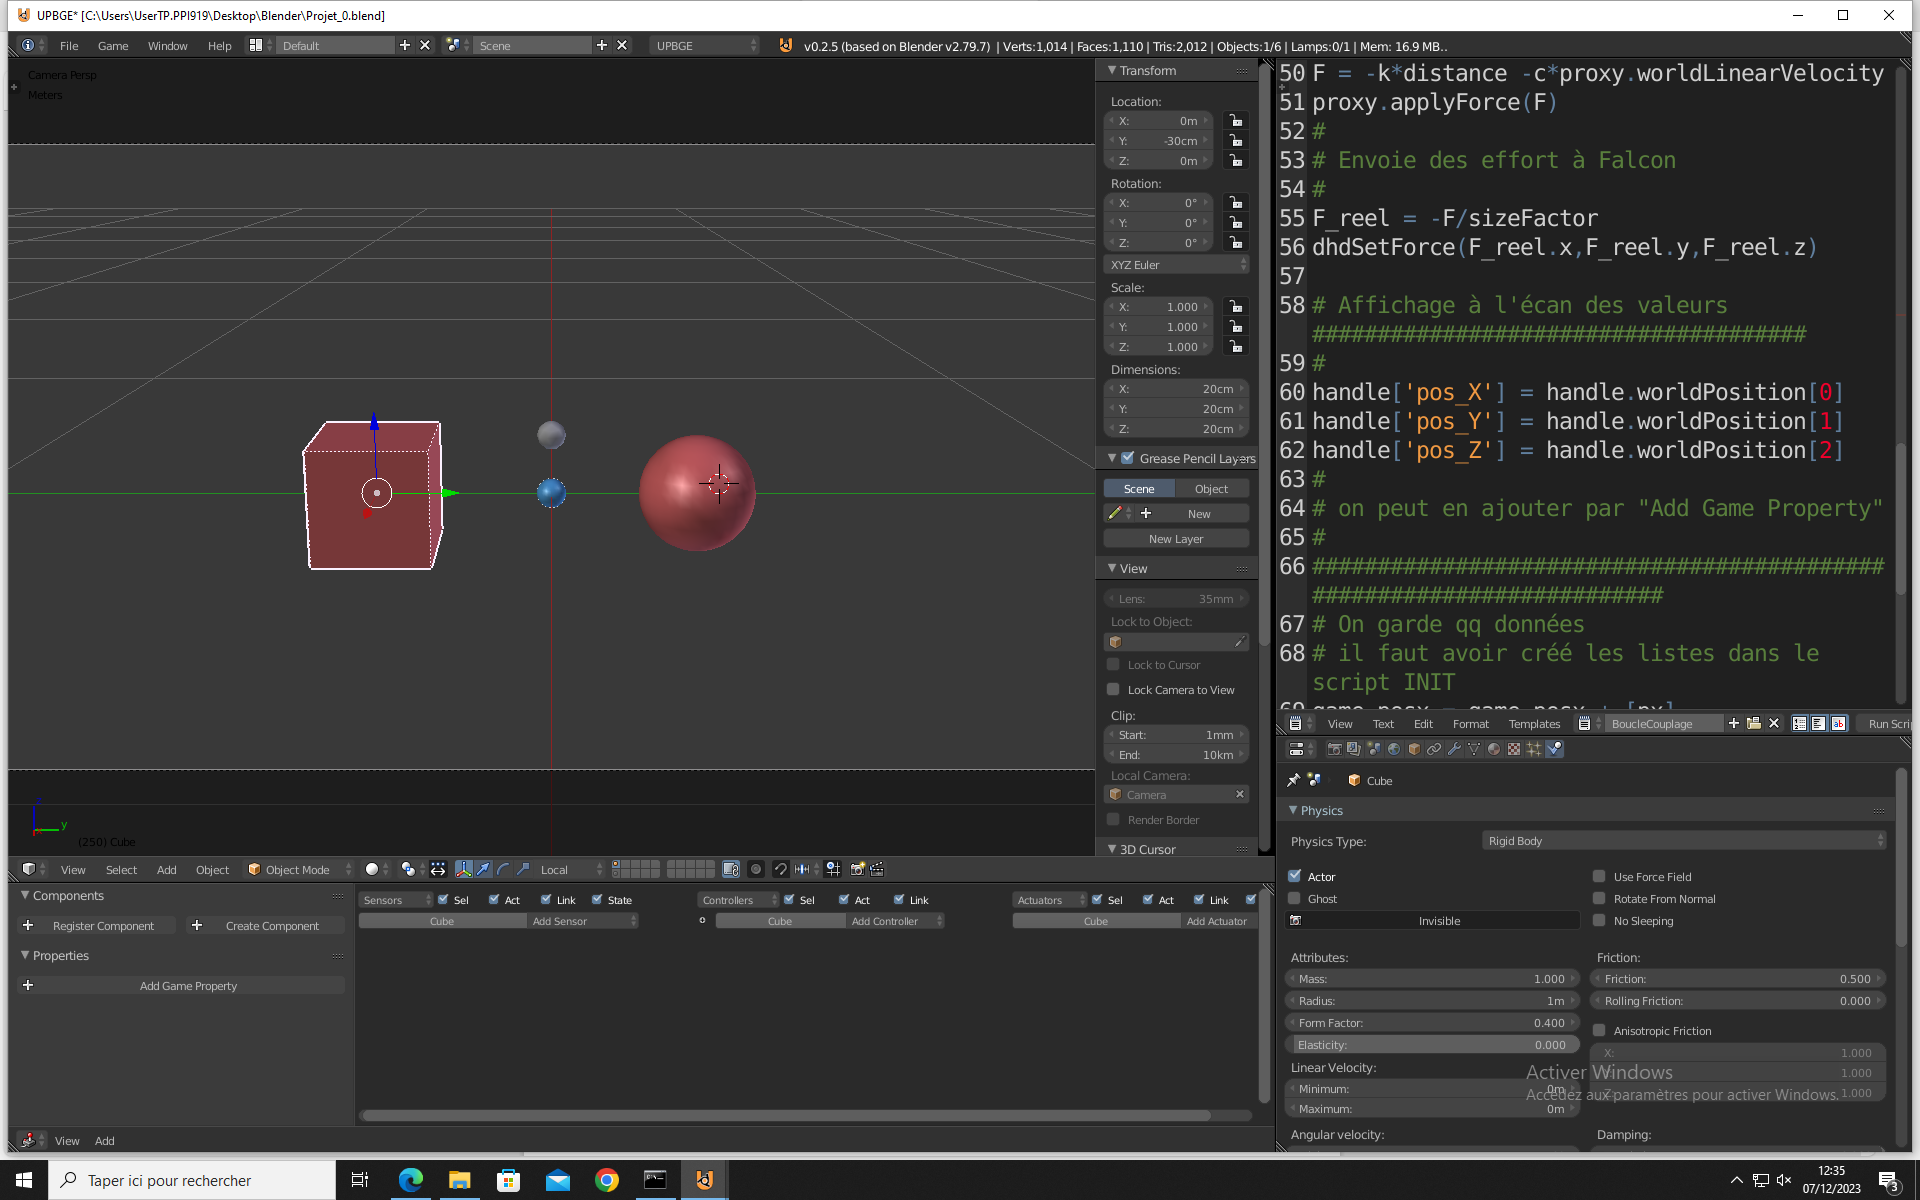 UPBGE* [C:\Users\UserTP.PPI919\Desktop\Blender\Projet_0.blend]
File Game Window Help Default Scene UPBGE v0.2.5 (based on Blender v2.79.7) | Verts:1,014 | Faces:1,110 | Tris:2,012 | Objects:1/6 | Lamps:0/1 | Mem: 16.9 MB..
Camera Persp
Meters
y
(250) Cube
Transform
Location:
X: 0m
Y: -30cm
Z: 0m
Rotation:
X: 0°
Y: 0°
Z: 0°
XYZ Euler
Scale:
X: 1.000
Y: 1.000
Z: 1.000
Dimensions:
X: 20cm
Y: 20cm
Z: 20cm
Grease Pencil Layers
Scene Object
New
New Layer
View
Lens: 35mm
Lock to Object:
Lock to Cursor
Lock Camera to View
Clip:
Start: 1mm
End: 10km
Local Camera:
Camera
Render Border
3D Cursor
50 F = -k*distance -c*proxy.worldLinearVelocity
51 proxy.applyForce(F)
52 #
53 # Envoie des effort à Falcon
54 #
55 F_reel = -F/sizeFactor
56 dhdSetForce(F_reel.x,F_reel.y,F_reel.z)
57
58 # Affichage à l'écan des valeurs
######################################
59 #
60 handle['pos_X'] = handle.worldPosition[0]
61 handle['pos_Y'] = handle.worldPosition[1]
62 handle['pos_Z'] = handle.worldPosition[2]
63 #
64 # on peut en ajouter par "Add Game Property"
65 #
66 ############################################
###########################
67 # On garde qq données
68 # il faut avoir créé les listes dans le
script INIT
69 game.posx = game.posx + [px]
View Text Edit Format Templates BoucleCouplage Run Scri
View Select Add Object Object Mode Local
Components
Register Component Create Component
Properties
Add Game Property
Sensors Sel Act Link State Controllers Sel Act Link Actuators Sel Act Link
Cube Add Sensor Cube Add Controller Cube Add Actuator
View Add
Cube
Physics
Physics Type: Rigid Body
Actor Use Force Field
Ghost Rotate From Normal
Invisible No Sleeping
Attributes: Friction:
Mass: 1.000 Friction: 0.500
Radius: 1m Rolling Friction: 0.000
Form Factor: 0.400 Anisotropic Friction
Elasticity: 0.000 X: 1.000
Linear Velocity: 1.000
Minimum: 0m Z: 1.000
Maximum: 0m
Angular velocity: Damping:
Activer Windows
Accédez aux paramètres pour activer Windows.
Taper ici pour rechercher
12:35
07/12/2023
3